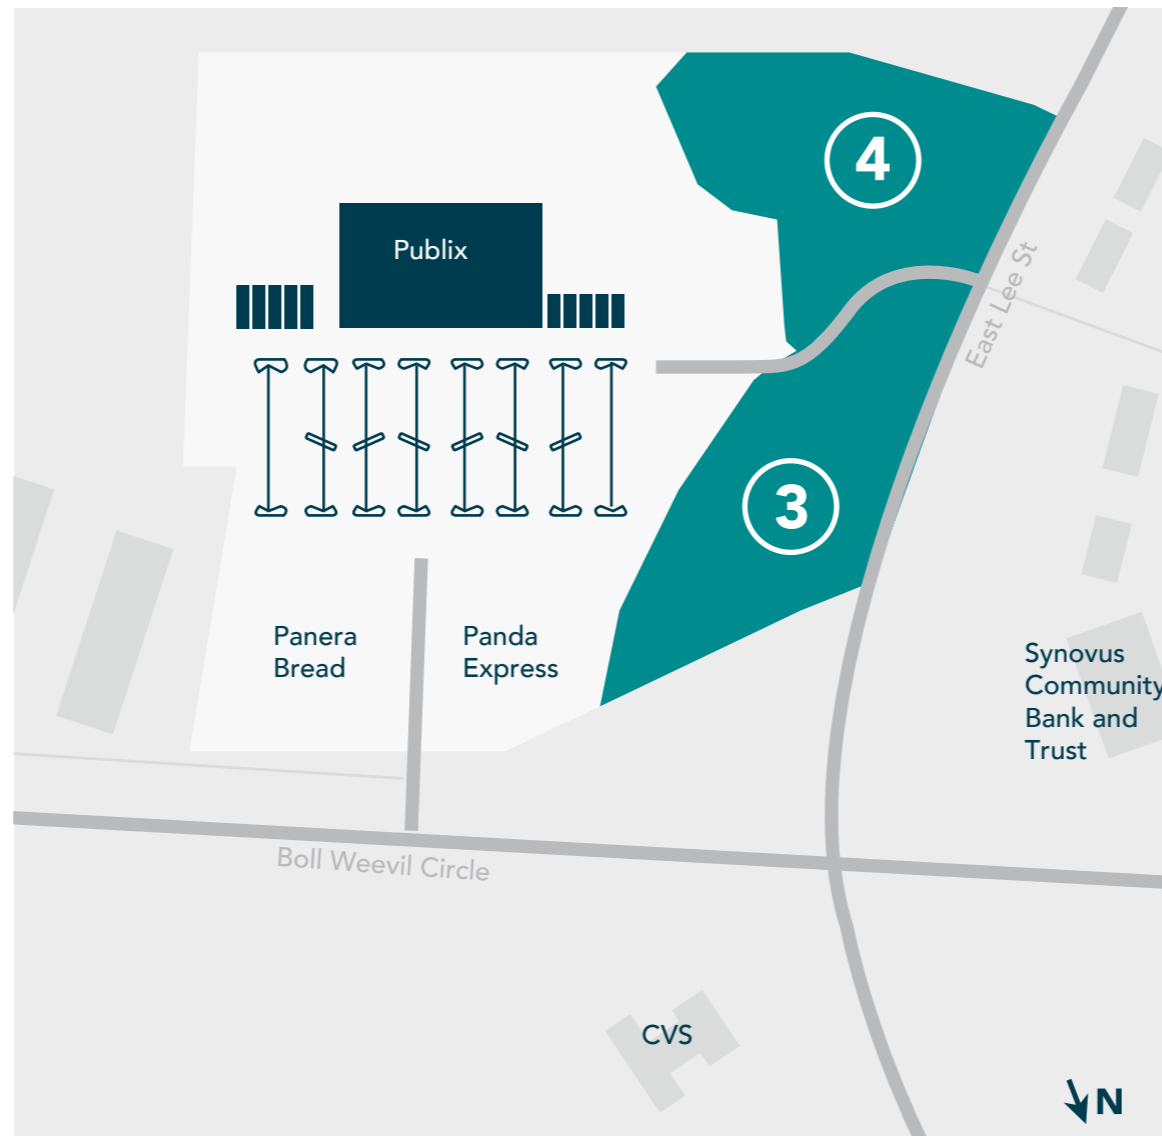 4
Publix
East Lee St
3
Panera
Bread
Panda
Express
Synovus
Community
Bank and
Trust
Boll Weevil Circle
CVS
N